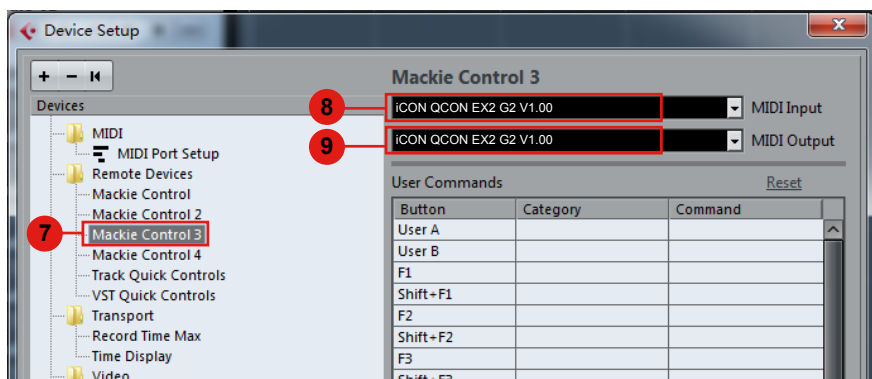 Device Setup
+ - 
Devices
MIDI
MIDI Port Setup
Remote Devices
Mackie Control
Mackie Control 2
7
Mackie Control 3
Mackie Control 4
Track Quick Controls
VST Quick Controls
Transport
Record Time Max
Time Display
Video
Mackie Control 3
8
iCON QCON EX2 G2 V1.00
MIDI Input
9
iCON QCON EX2 G2 V1.00
MIDI Output
User Commands
Reset
Button Category Command
User A
User B
F1
Shift+F1
F2
Shift+F2
F3
Shift+F3